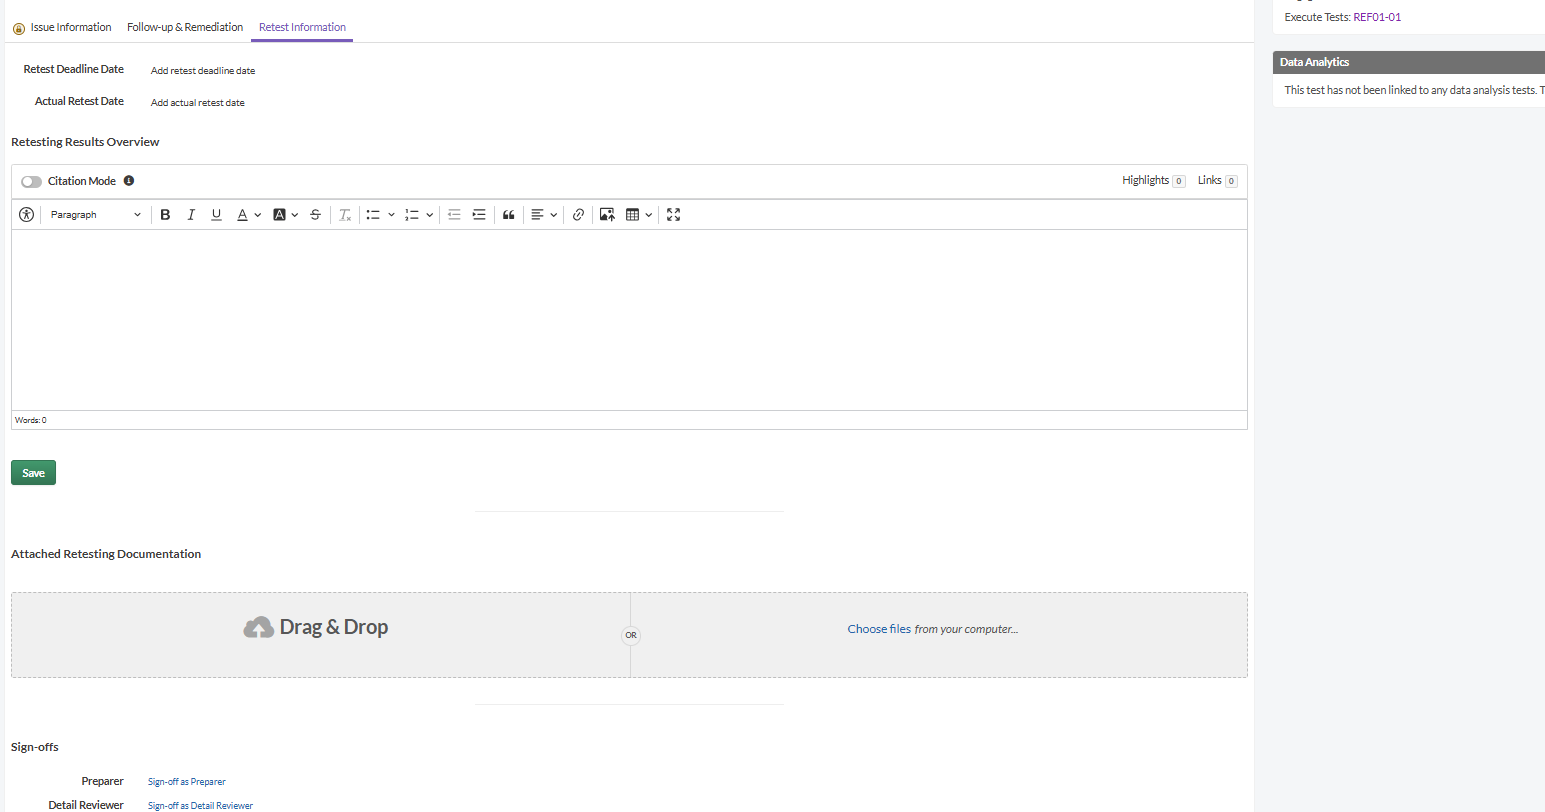 Issue Information Follow-up & Remediation Retest Information
Execute Tests: REF01-01
Data Analytics
This test has not been linked to any data analysis tests. T
Retest Deadline Date Add retest deadline date
Actual Retest Date Add actual retest date
Retesting Results Overview
Citation Mode
Highlights 0 Links 0
Paragraph B I U A A S
Words: 0
Save
Attached Retesting Documentation
Drag & Drop
OR
Choose files from your computer...
Sign-offs
Preparer Sign-off as Preparer
Detail Reviewer Sign-off as Detail Reviewer